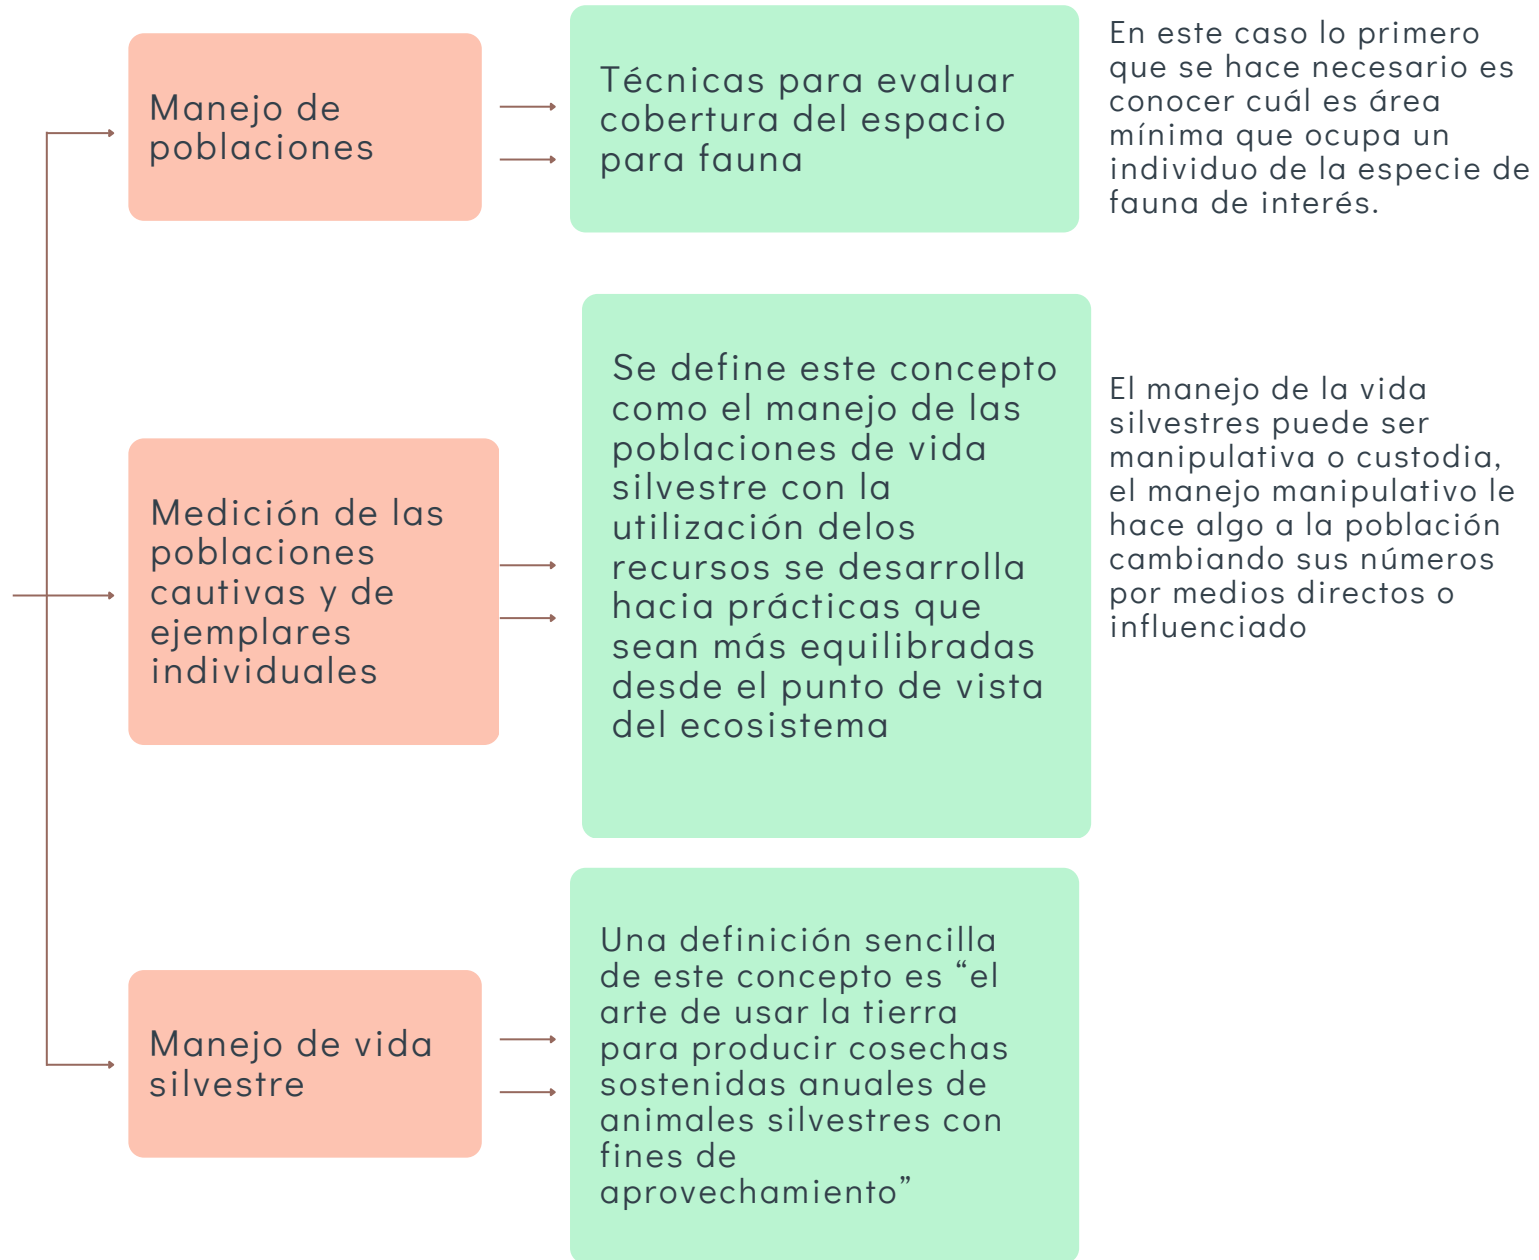 Manejo de
poblaciones
Técnicas para evaluar
cobertura del espacio
para fauna
En este caso lo primero
que se hace necesario es
conocer cuál es área
mínima que ocupa un
individuo de la especie de
fauna de interés.
Medición de las
poblaciones
cautivas y de
ejemplares
individuales
Se define este concepto
como el manejo de las
poblaciones de vida
silvestre con la
utilización delos
recursos se desarrolla
hacia prácticas que
sean más equilibradas
desde el punto de vista
del ecosistema
El manejo de la vida
silvestres puede ser
manipulativa o custodia,
el manejo manipulativo le
hace algo a la población
cambiando sus números
por medios directos o
influenciado
Manejo de vida
silvestre
Una definición sencilla
de este concepto es “el
arte de usar la tierra
para producir cosechas
sostenidas anuales de
animales silvestres con
fines de
aprovechamiento”